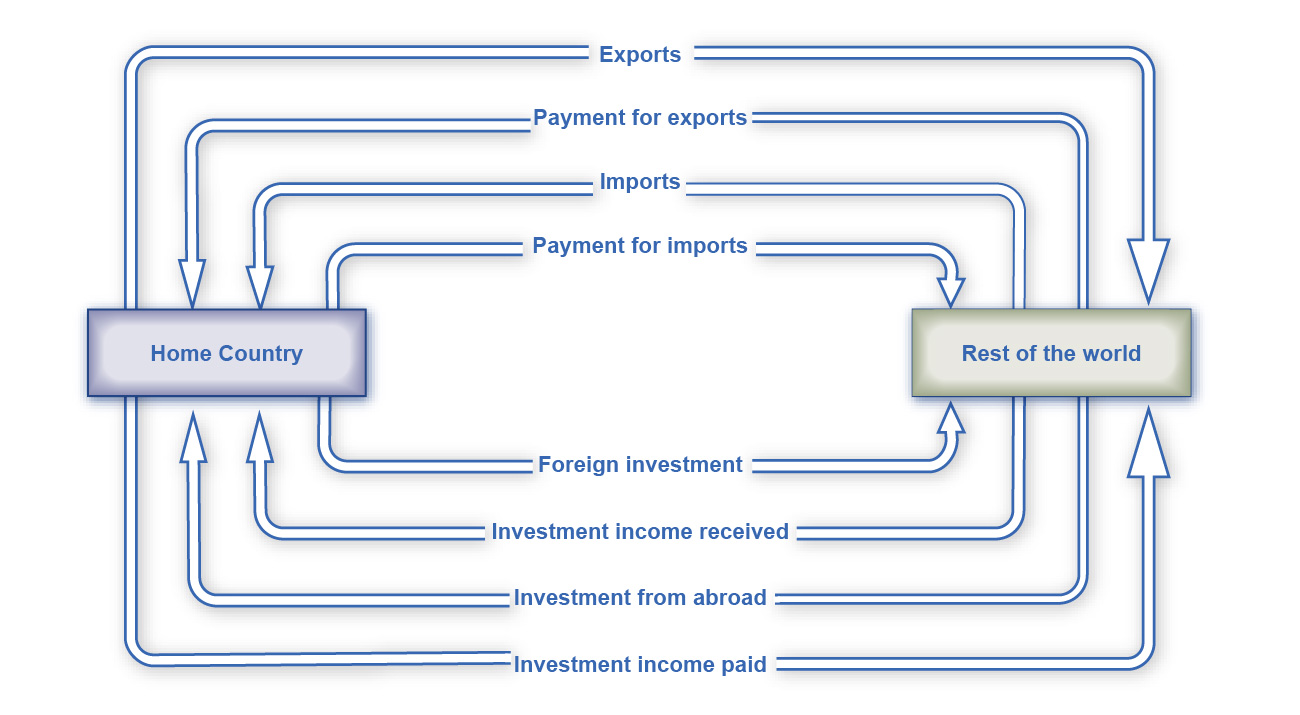 Exports
Payment for exports
Imports
Payment for imports
Home Country
Rest of the world
Foreign investment
Investment income received
Investment from abroad
Investment income paid